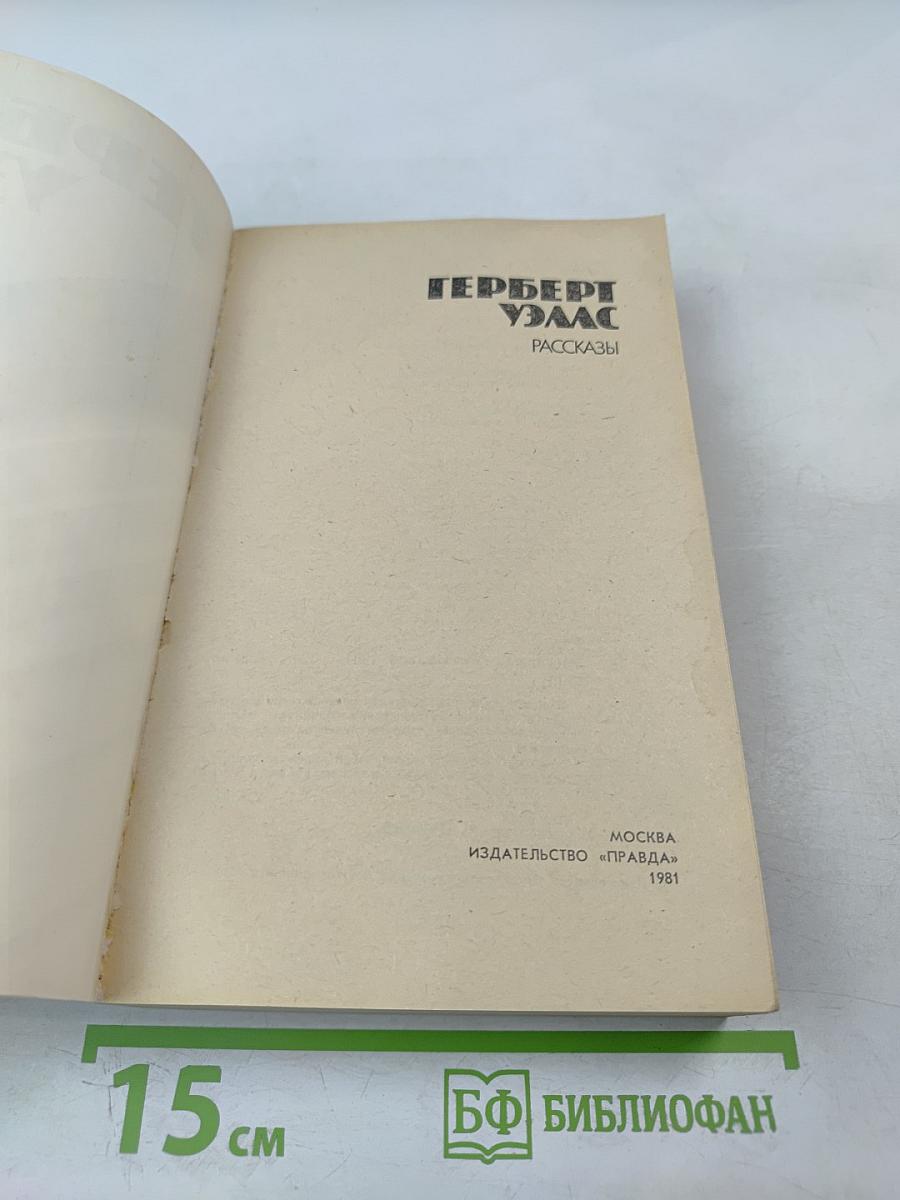 ГЕРБЕРТ
УЭЛЛС
РАССКАЗЫ
МОСКВА
ИЗДАТЕЛЬСТВО «ПРАВДА»
1981
15 см
БФ БИБЛИОФАН